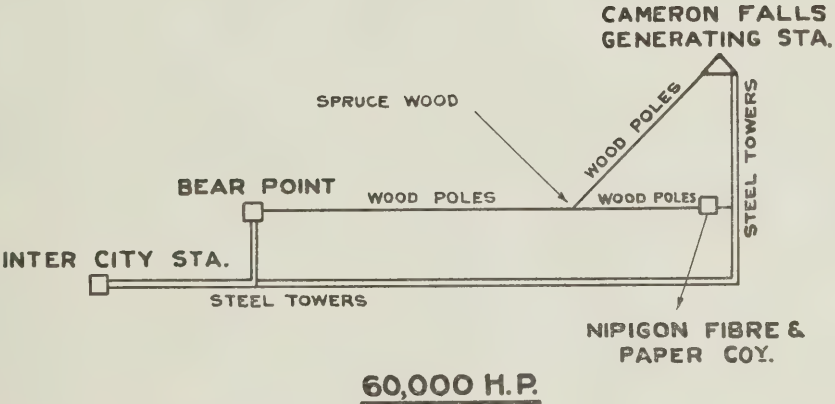 CAMERON FALLS
GENERATING STA.
SPRUCE WOOD
WOOD POLES
STEEL TOWERS
BEAR POINT
WOOD POLES
WOOD POLES
INTER CITY STA.
STEEL TOWERS
NIPIGON FIBRE &
PAPER COY.
60,000 H.P.